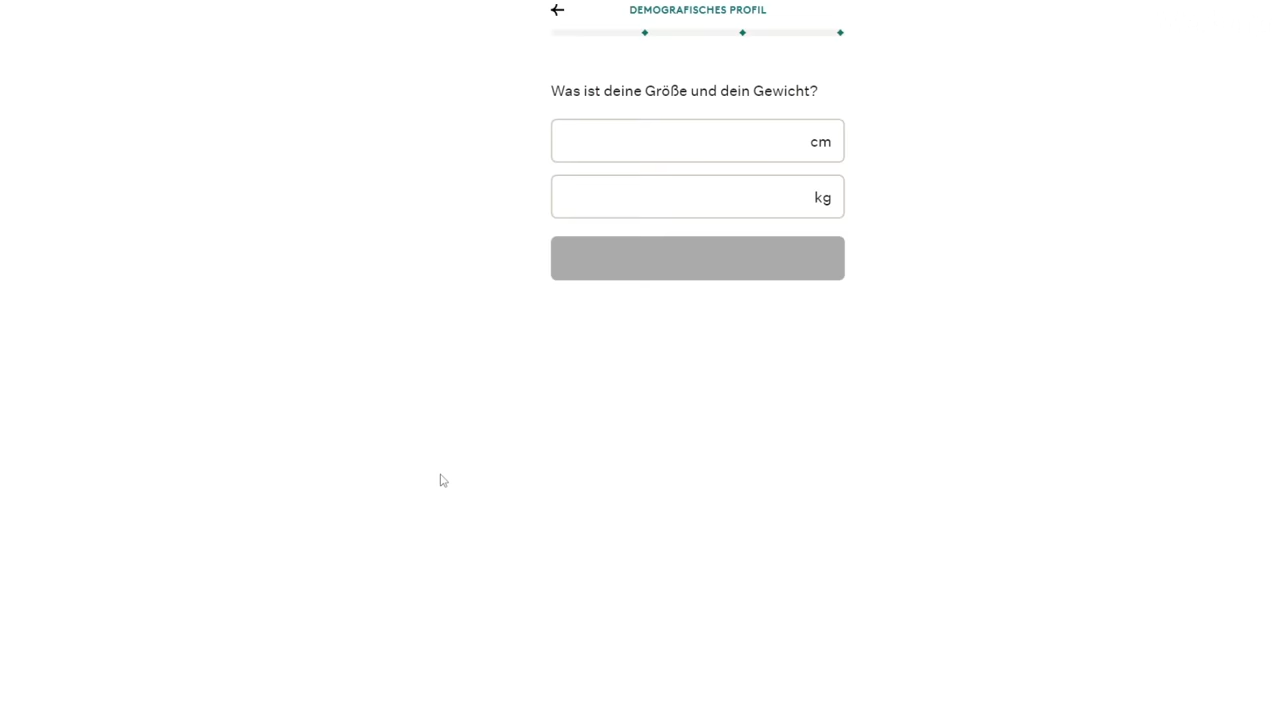 DEMOGRAFISCHES PROFIL
Was ist deine Größe und dein Gewicht?
cm
kg